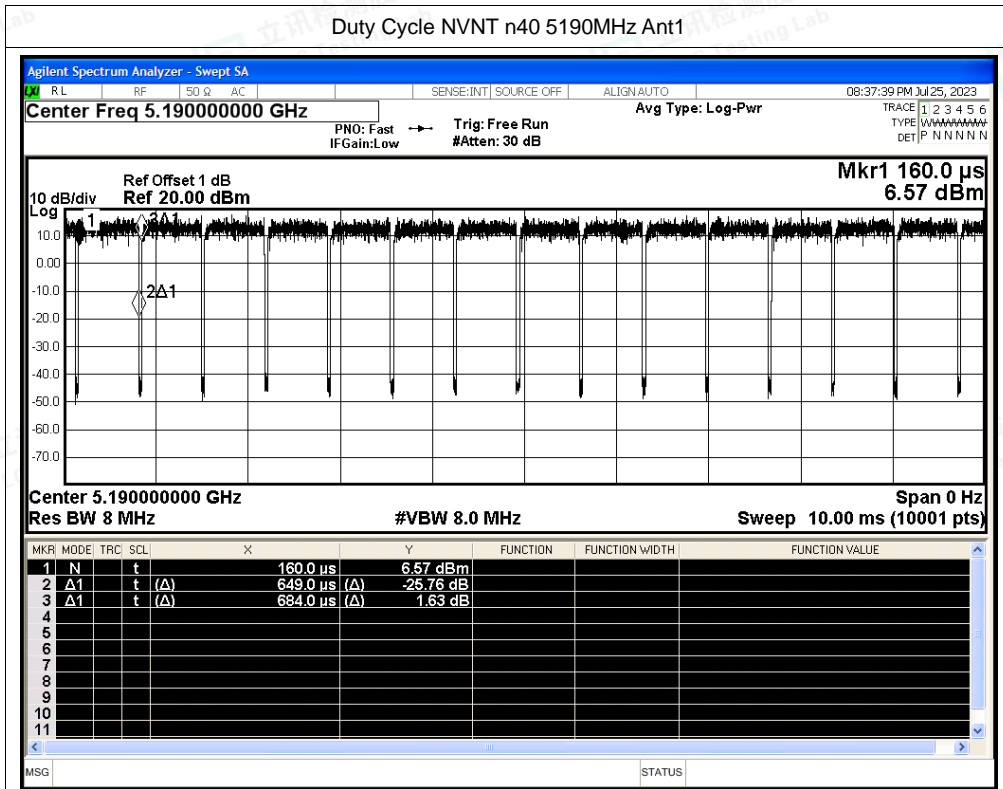 Duty Cycle NVNT n40 5190MHz Ant1
Agilent Spectrum Analyzer - Swept SA
LXI RL RF 50 Ω AC SENSE:INT SOURCE OFF ALIGN AUTO 08:37:39 PM Jul 25, 2023
Center Freq 5.190000000 GHz Avg Type: Log-Pwr TRACE 1 2 3 4 5 6
PNO: Fast Trig: Free Run TYPE
IFGain:Low #Atten: 30 dB DET P N N N N N
Mkr1 160.0 µs
Ref Offset 1 dB
10 dB/div Ref 20.00 dBm 6.57 dBm
Log
1 3Δ1
10.0
0.00
-10.0 2Δ1
-20.0
-30.0
-40.0
-50.0
-60.0
-70.0
Center 5.190000000 GHz Span 0 Hz
Res BW 8 MHz #VBW 8.0 MHz Sweep 10.00 ms (10001 pts)
MKR MODE TRC SCL X Y FUNCTION FUNCTION WIDTH FUNCTION VALUE
1 N t 160.0 µs 6.57 dBm
2 Δ1 t (Δ) 649.0 µs (Δ) -25.76 dB
3 Δ1 t (Δ) 684.0 µs (Δ) 1.63 dB
4
5
6
7
8
9
10
11
MSG STATUS